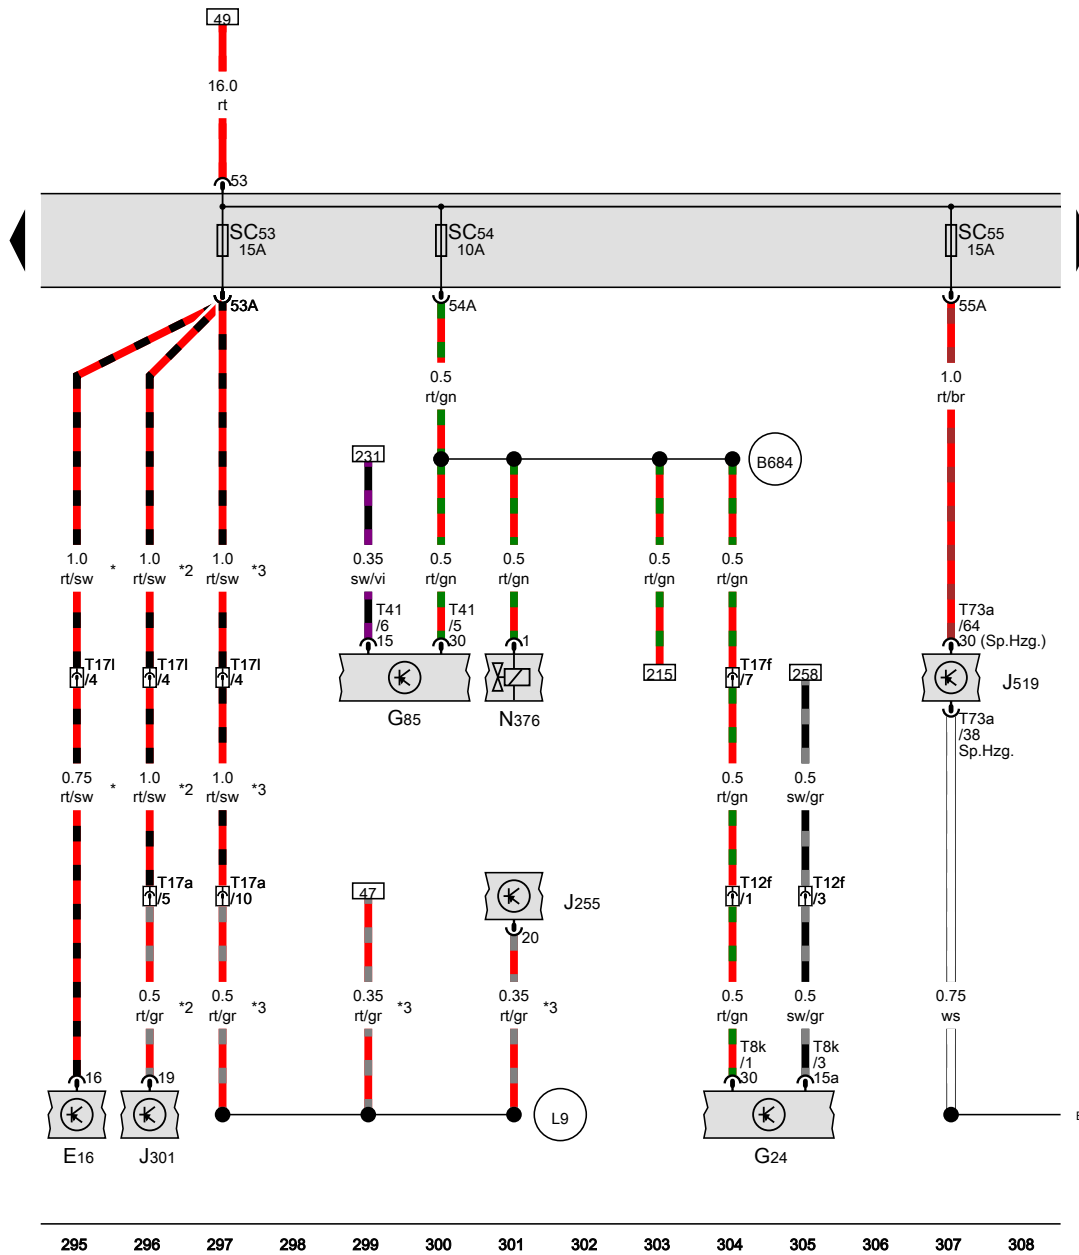 49
16.0
rt
53
SC53
15A
SC54
10A
SC55
15A
53A
54A
55A
0.5
rt/gn
1.0
rt/br
231
B684
1.0
rt/sw
*
1.0
rt/sw
*2
1.0
rt/sw
*3
0.35
sw/vi
0.5
rt/gn
0.5
rt/gn
0.5
rt/gn
0.5
rt/gn
T41
/6
15
T41
/5
30
1
T73a
/64
30 (Sp.Hzg.)
T17l
/4
T17l
/4
T17l
/4
215
T17f
/7
258
J519
G85
N376
T73a
/38
Sp.Hzg.
0.75
rt/sw
*
1.0
rt/sw
*2
1.0
rt/sw
*3
0.5
rt/gn
0.5
sw/gr
T17a
/5
T17a
/10
47
J255
20
T12f
/1
T12f
/3
0.5
rt/gr
*2
0.5
rt/gr
*3
0.35
rt/gr
*3
0.35
rt/gr
*3
0.5
rt/gn
0.5
sw/gr
0.75
ws
T8k
/1
30
T8k
/3
15a
16
19
L9
E16
J301
G24
295 296 297 298 299 300 301 302 303 304 305 306 307 308